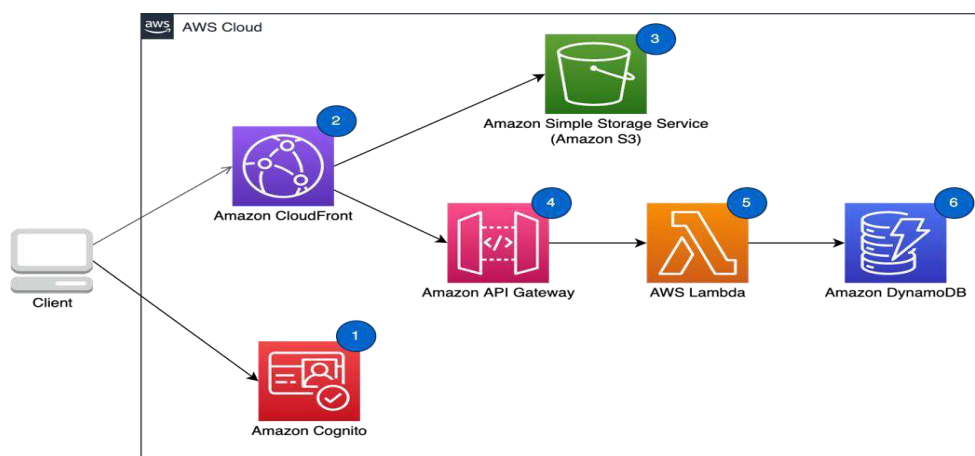 aws
AWS Cloud
3
Amazon Simple Storage Service
(Amazon S3)
2
Amazon CloudFront
4
</>
Amazon API Gateway
5
AWS Lambda
6
Amazon DynamoDB
Client
1
Amazon Cognito